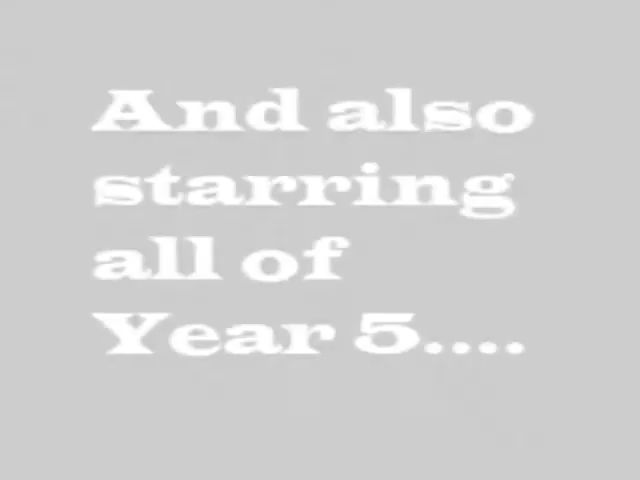 And also
starring
all of
Year 5....